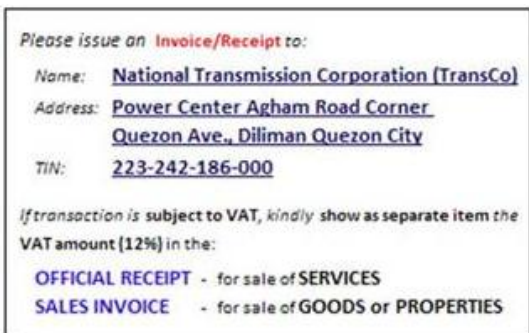 Please issue an Invoice/Receipt to:
Name: National Transmission Corporation (TransCo)
Address: Power Center Agham Road Corner
Quezon Ave., Diliman Quezon City
TIN: 223-242-186-000
If transaction is subject to VAT, kindly show as separate item the
VAT amount (12%) in the:
OFFICIAL RECEIPT - for sale of SERVICES
SALES INVOICE - for sale of GOODS or PROPERTIES